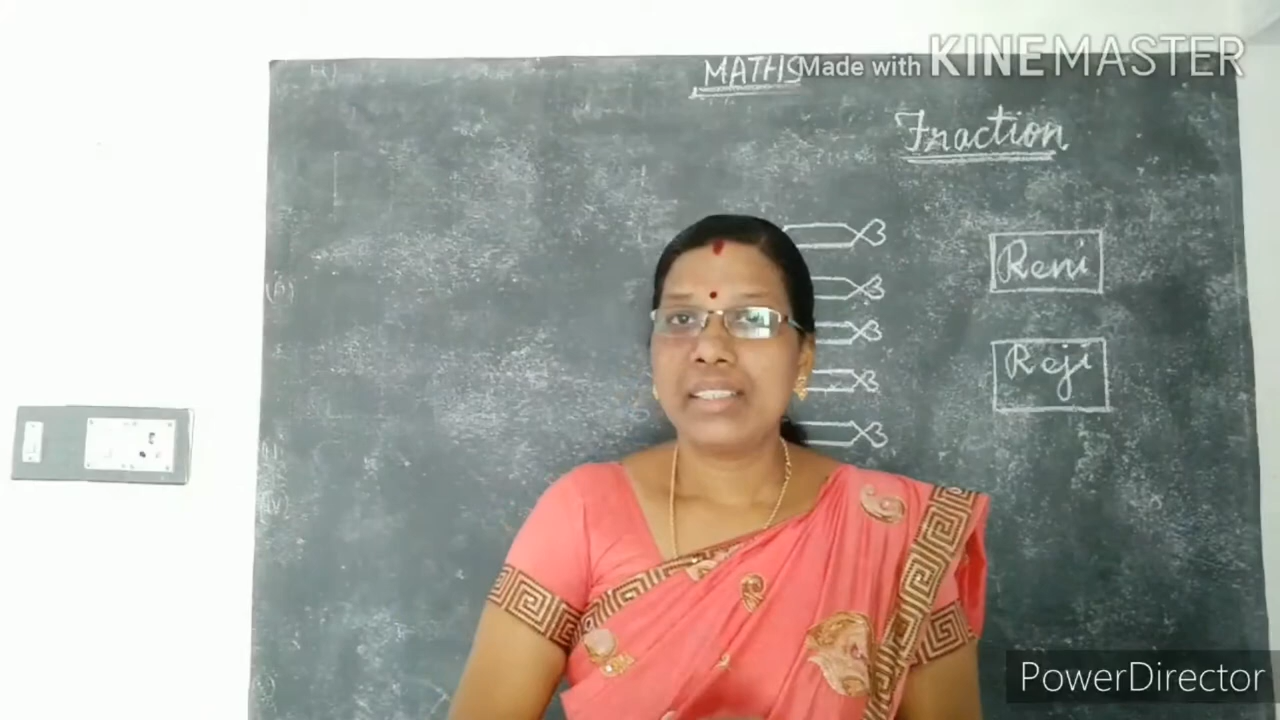 MATHS
Made with KINEMASTER
Fraction
Reni
Reji
PowerDirector